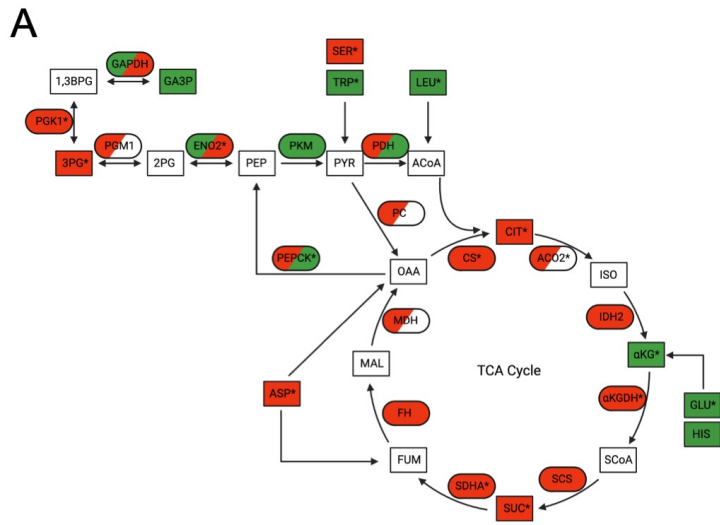 A
SER*
GAPDH
1,3BPG
GA3P
TRP*
LEU*
PGK1*
PGM1
ENO2*
PKM
PDH
3PG*
2PG
PEP
PYR
ACoA
PC
CIT*
PEPCK*
CS*
ACO2*
OAA
ISO
MDH
IDH2
MAL
TCA Cycle
αKG*
ASP*
αKGDH*
GLU*
FH
HIS
FUM
SCoA
SDHA*
SCS
SUC*